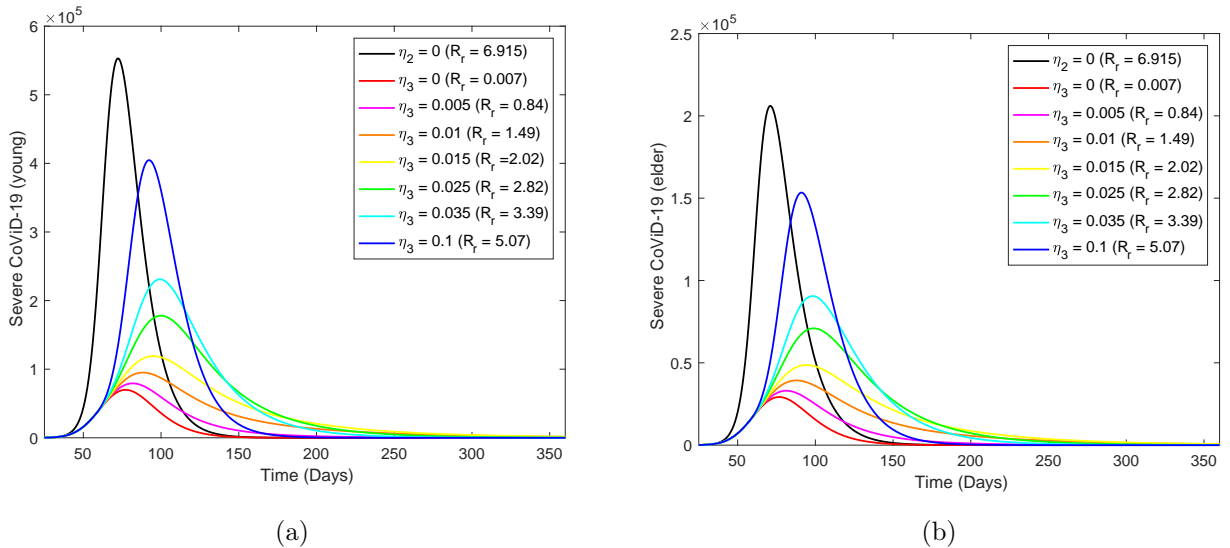 ×10⁵
6
5
4
3
2
1
0
50 100 150 200 250 300 350
Time (Days)
Severe CoViD-19 (young)
η₂ = 0 (Rᵣ = 6.915)
η₃ = 0 (Rᵣ = 0.007)
η₃ = 0.005 (Rᵣ = 0.84)
η₃ = 0.01 (Rᵣ = 1.49)
η₃ = 0.015 (Rᵣ =2.02)
η₃ = 0.025 (Rᵣ = 2.82)
η₃ = 0.035 (Rᵣ = 3.39)
η₃ = 0.1 (Rᵣ = 5.07)
(a)
×10⁵
2.5
2
1.5
1
0.5
0
50 100 150 200 250 300 350
Time (Days)
Severe CoViD-19 (elder)
η₂ = 0 (Rᵣ = 6.915)
η₃ = 0 (Rᵣ = 0.007)
η₃ = 0.005 (Rᵣ = 0.84)
η₃ = 0.01 (Rᵣ = 1.49)
η₃ = 0.015 (Rᵣ = 2.02)
η₃ = 0.025 (Rᵣ = 2.82)
η₃ = 0.035 (Rᵣ = 3.39)
η₃ = 0.1 (Rᵣ = 5.07)
(b)